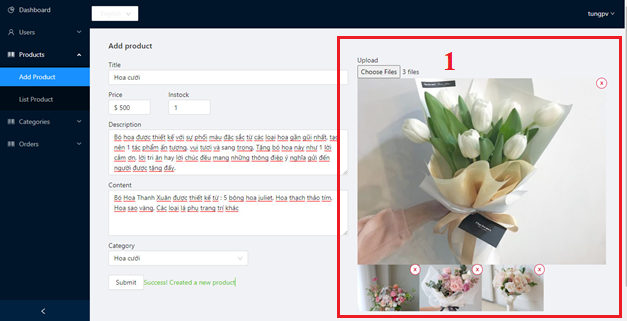 Dashboard
tungpv
Users
Products
Add Product
List Product
Categories
Orders
Add product
Title
Hoa cưới
Price
Instock
$ 500
1
Description
Bó hoa được thiết kế với sự phối màu đặc sắc từ các loại hoa gần gũi nhất, tạo
nên 1 tác phẩm ấn tượng, vui tươi và sang trọng. Tặng bó hoa này như 1 lời
cảm ơn, lời tri ân hay lời chúc đều mang những thông điệp ý nghĩa gửi đến
người được tặng đấy.
Content
Bó Hoa Thanh Xuân được thiết kế từ : 5 bông hoa juliet, Hoa thạch thảo tím,
Hoa sao vàng, Các loại lá phụ trang trí khác
Category
Hoa cưới
Submit
Success! Created a new product
1
Upload
Choose Files 3 files
x
x
x
x